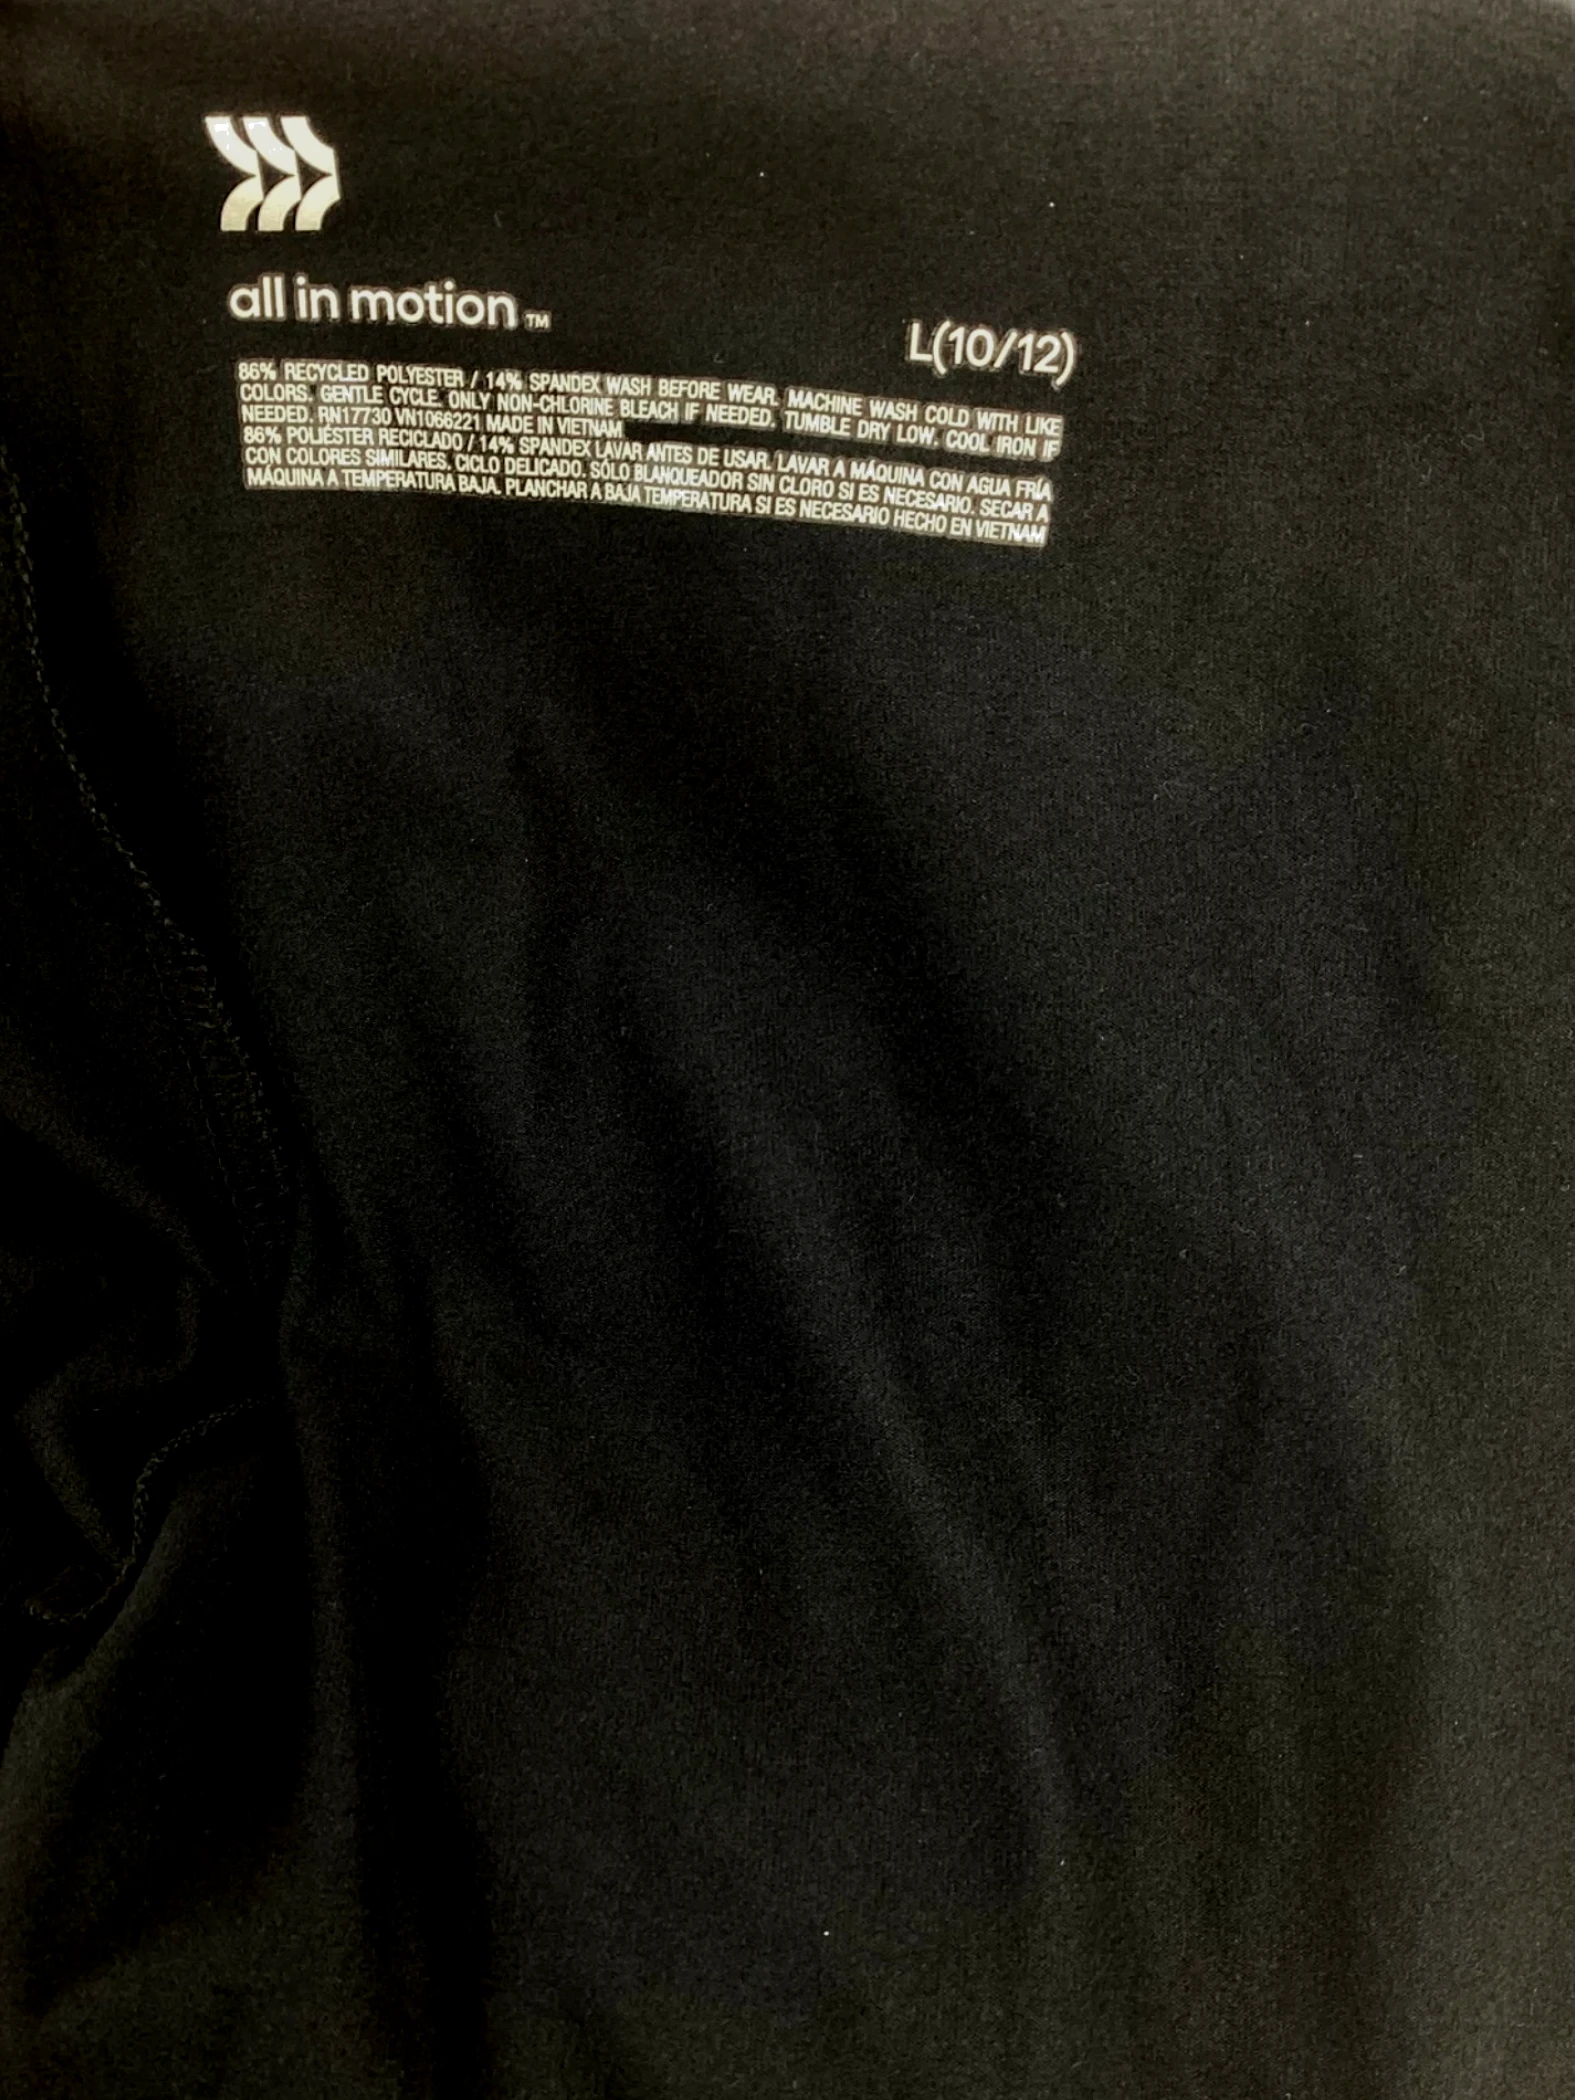 all in motion™
L(10/12)
86% RECYCLED POLYESTER / 14% SPANDEX WASH BEFORE WEAR. MACHINE WASH COLD WITH LIKE
COLORS. GENTLE CYCLE. ONLY NON-CHLORINE BLEACH IF NEEDED. TUMBLE DRY LOW. COOL IRON IF
NEEDED. RN17730 VN1066221 MADE IN VIETNAM
86% POLIÉSTER RECICLADO / 14% SPANDEX LAVAR ANTES DE USAR. LAVAR A MÁQUINA CON AGUA FRÍA
CON COLORES SIMILARES. CICLO DELICADO. SÓLO BLANQUEADOR SIN CLORO SI ES NECESARIO. SECAR A
MÁQUINA A TEMPERATURA BAJA. PLANCHAR A BAJA TEMPERATURA SI ES NECESARIO HECHO EN VIETNAM